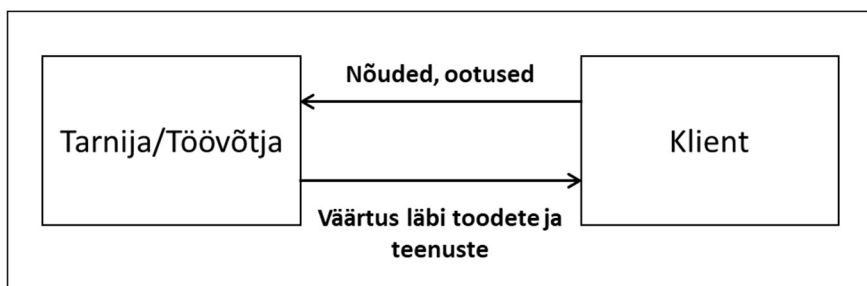 Nõuded, ootused
Tarnija/Töövõtja
Klient
Väärtus läbi toodete ja
teenuste